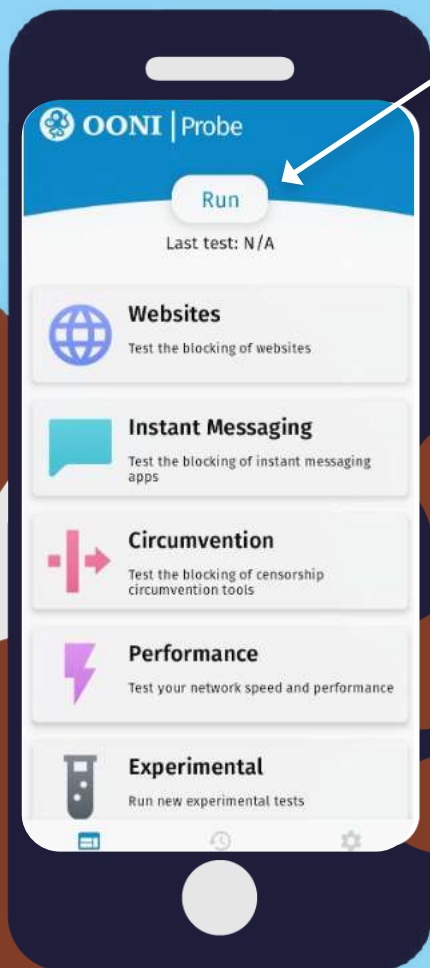 OONI | Probe
Run
Last test: N/A
Websites
Test the blocking of websites
Instant Messaging
Test the blocking of instant messaging
apps
Circumvention
Test the blocking of censorship
circumvention tools
Performance
Test your network speed and performance
Experimental
Run new experimental tests